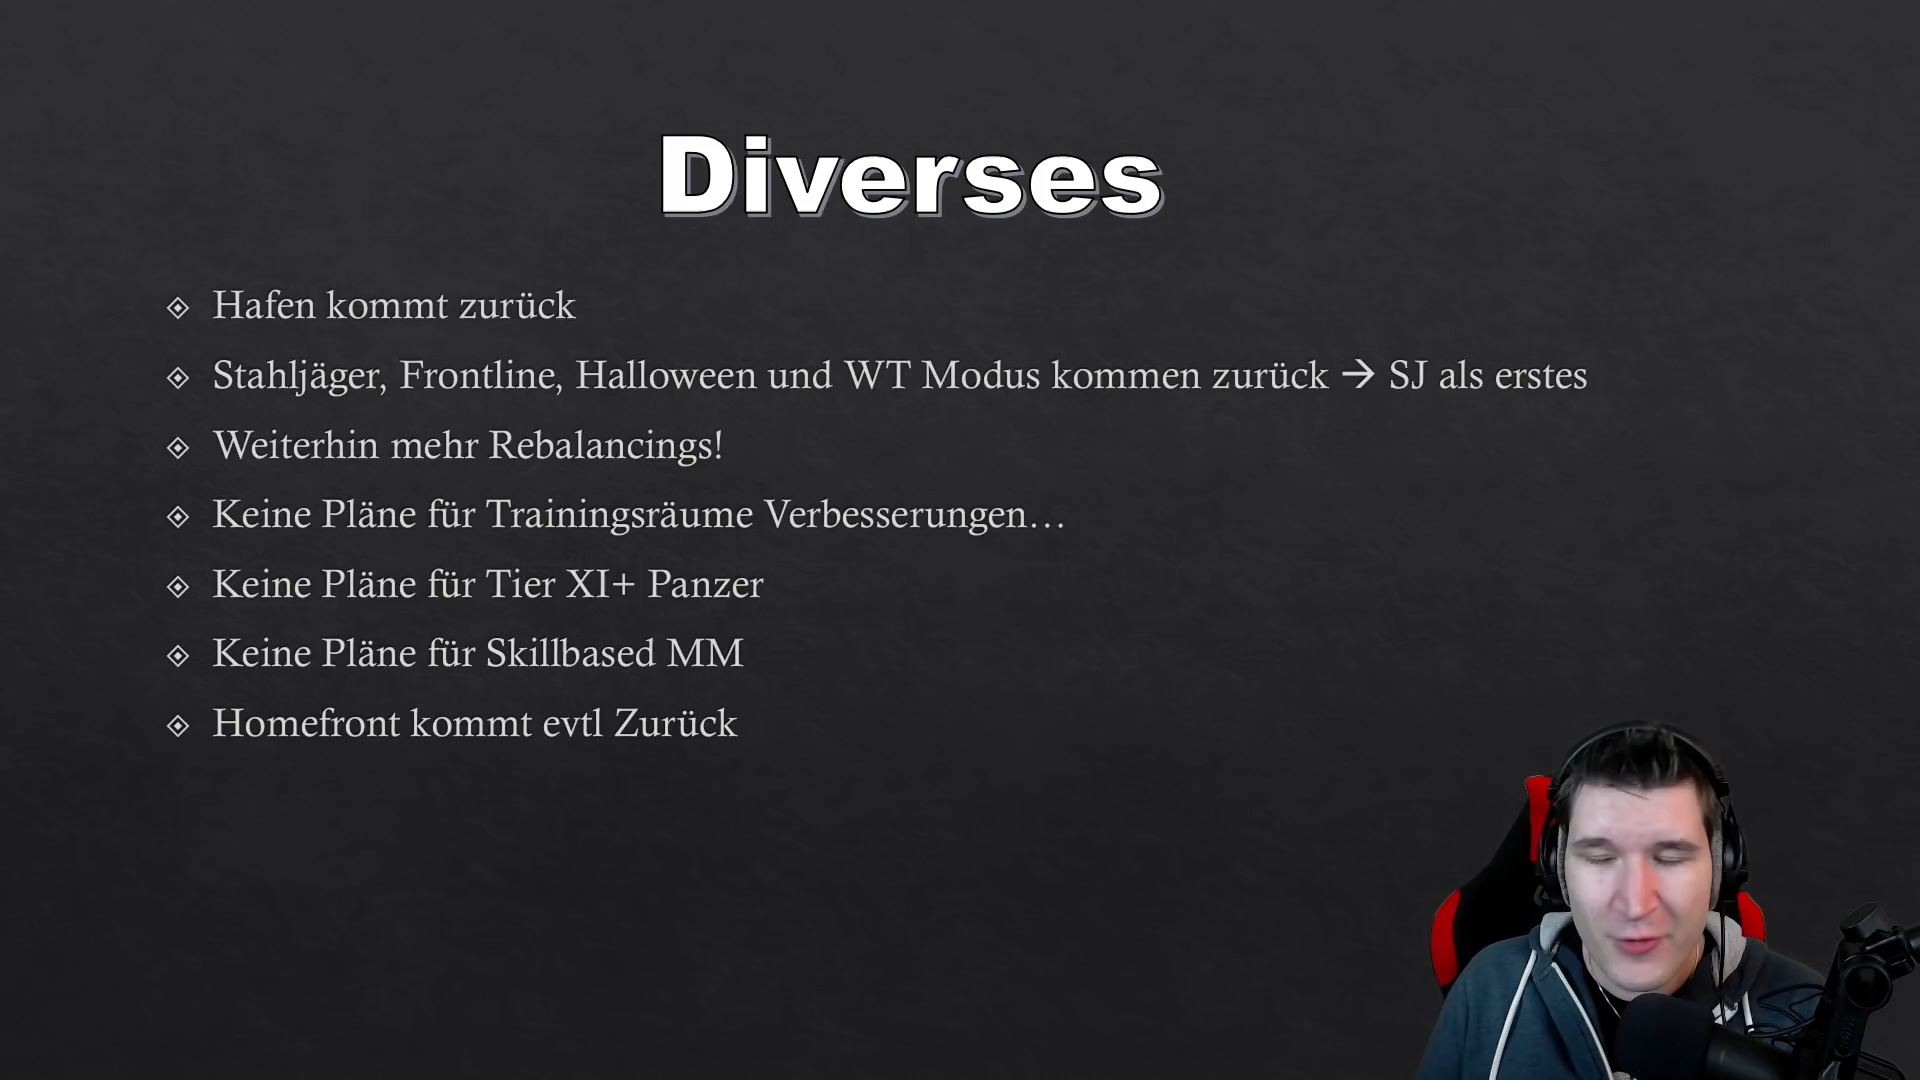 Diverses
Hafen kommt zurück
Stahljäger, Frontline, Halloween und WT Modus kommen zurück → SJ als erstes
Weiterhin mehr Rebalancings!
Keine Pläne für Trainingsräume Verbesserungen…
Keine Pläne für Tier XI+ Panzer
Keine Pläne für Skillbased MM
Homefront kommt evtl Zurück